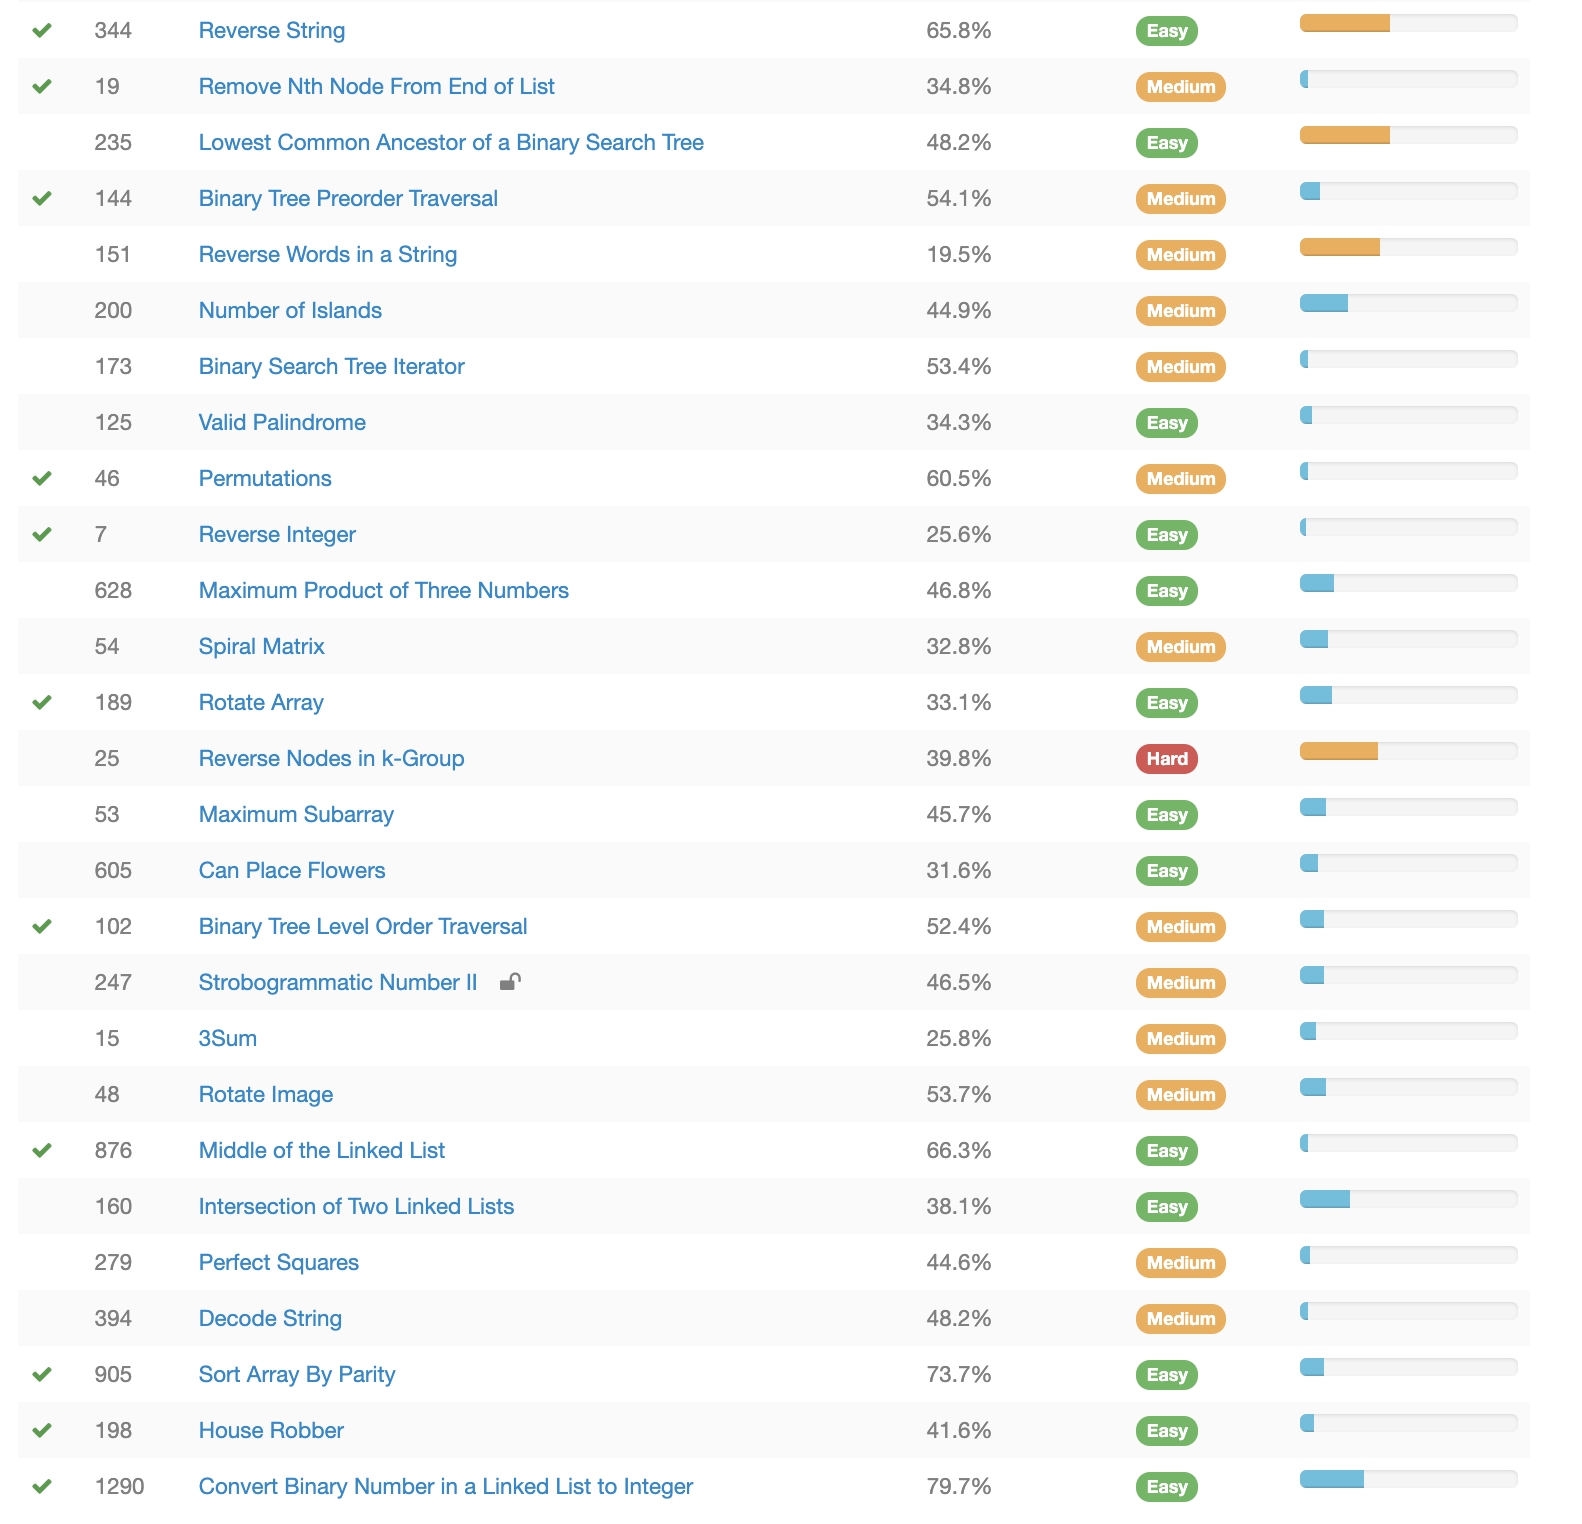 344 Reverse String 65.8% Easy
19 Remove Nth Node From End of List 34.8% Medium
235 Lowest Common Ancestor of a Binary Search Tree 48.2% Easy
144 Binary Tree Preorder Traversal 54.1% Medium
151 Reverse Words in a String 19.5% Medium
200 Number of Islands 44.9% Medium
173 Binary Search Tree Iterator 53.4% Medium
125 Valid Palindrome 34.3% Easy
46 Permutations 60.5% Medium
7 Reverse Integer 25.6% Easy
628 Maximum Product of Three Numbers 46.8% Easy
54 Spiral Matrix 32.8% Medium
189 Rotate Array 33.1% Easy
25 Reverse Nodes in k-Group 39.8% Hard
53 Maximum Subarray 45.7% Easy
605 Can Place Flowers 31.6% Easy
102 Binary Tree Level Order Traversal 52.4% Medium
247 Strobogrammatic Number II 46.5% Medium
15 3Sum 25.8% Medium
48 Rotate Image 53.7% Medium
876 Middle of the Linked List 66.3% Easy
160 Intersection of Two Linked Lists 38.1% Easy
279 Perfect Squares 44.6% Medium
394 Decode String 48.2% Medium
905 Sort Array By Parity 73.7% Easy
198 House Robber 41.6% Easy
1290 Convert Binary Number in a Linked List to Integer 79.7% Easy